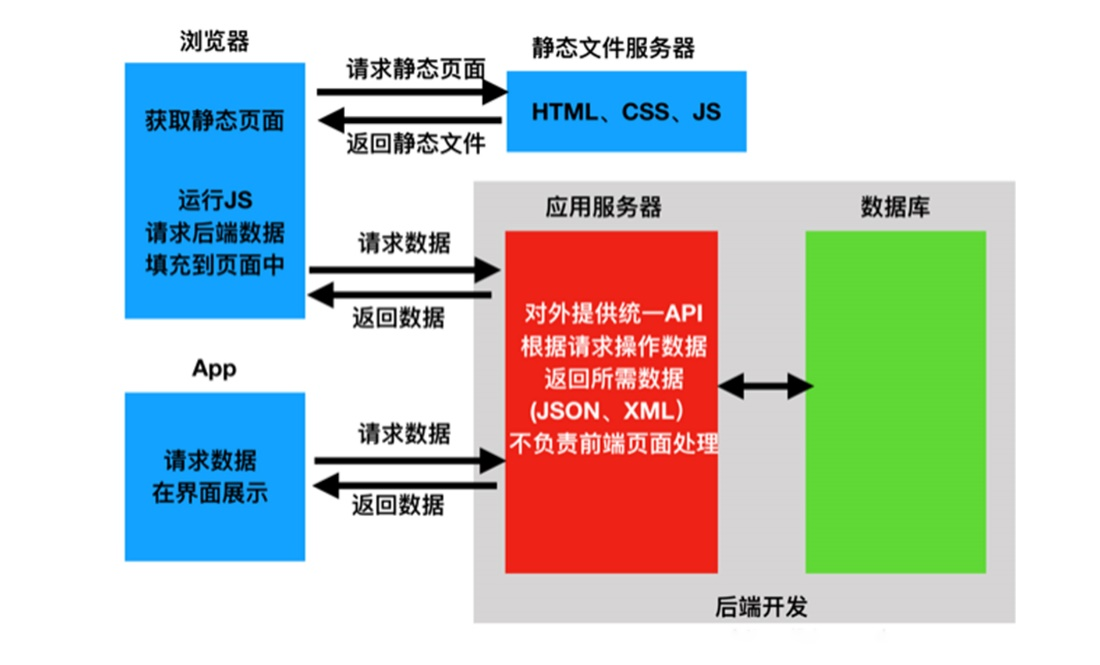 浏览器
静态文件服务器
请求静态页面
HTML、CSS、JS
获取静态页面
返回静态文件
运行JS
请求后端数据
填充到页面中
应用服务器
数据库
请求数据
返回数据
对外提供统一API
根据请求操作数据
返回所需数据
(JSON、XML）
不负责前端页面处理
App
请求数据
在界面展示
请求数据
返回数据
后端开发